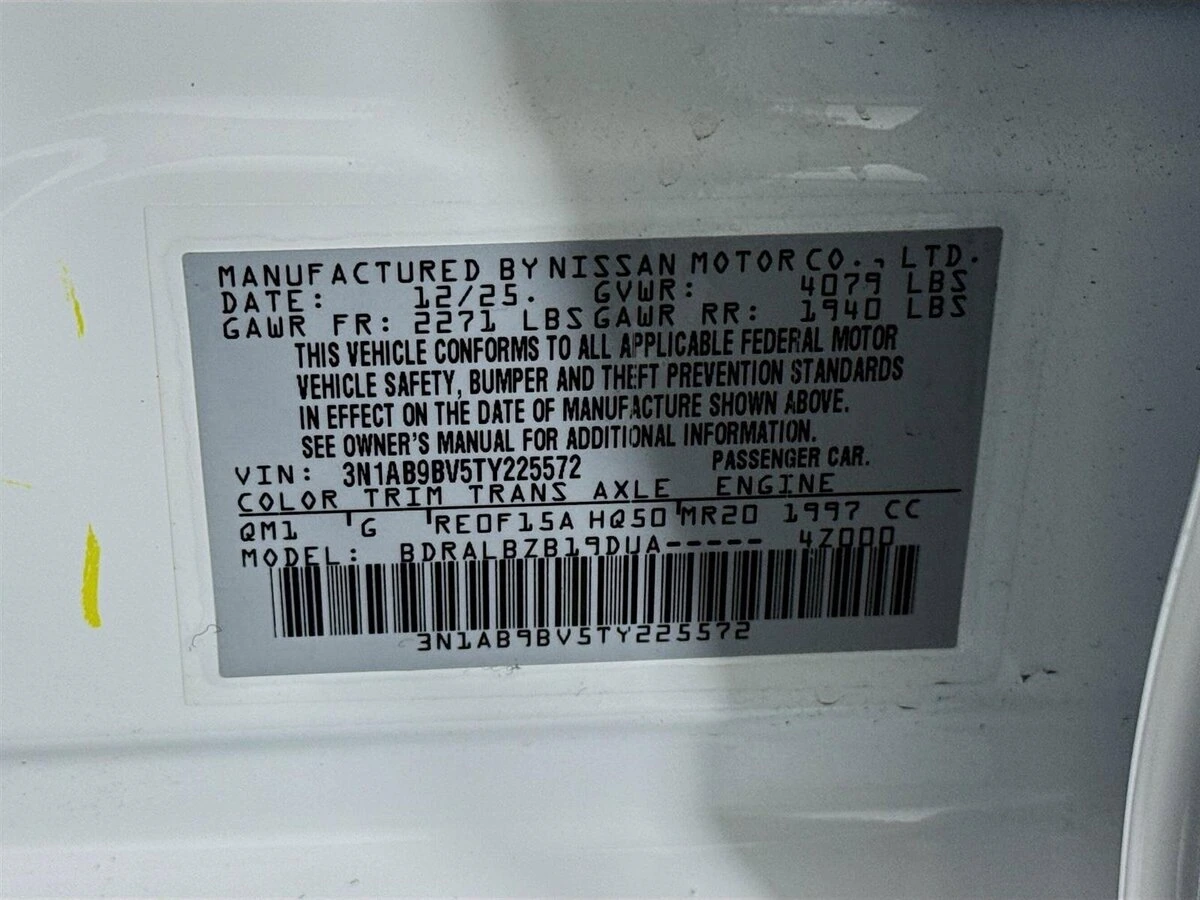 MANUFACTURED BY NISSAN MOTOR CO., LTD.
DATE: 12/25. GVWR: 4079 LBS
GAWR FR: 2271 LBS GAWR RR: 1940 LBS
THIS VEHICLE CONFORMS TO ALL APPLICABLE FEDERAL MOTOR
VEHICLE SAFETY, BUMPER AND THEFT PREVENTION STANDARDS
IN EFFECT ON THE DATE OF MANUFACTURE SHOWN ABOVE.
SEE OWNER'S MANUAL FOR ADDITIONAL INFORMATION.
VIN: 3N1AB9BV5TY225572 PASSENGER CAR.
COLOR TRIM TRANS AXLE ENGINE
QM1 G RE0F15A HQ50 MR20 1997 CC
MODEL: BDRALBZB19DUA----- 4Z000
3N1AB9BV5TY225572